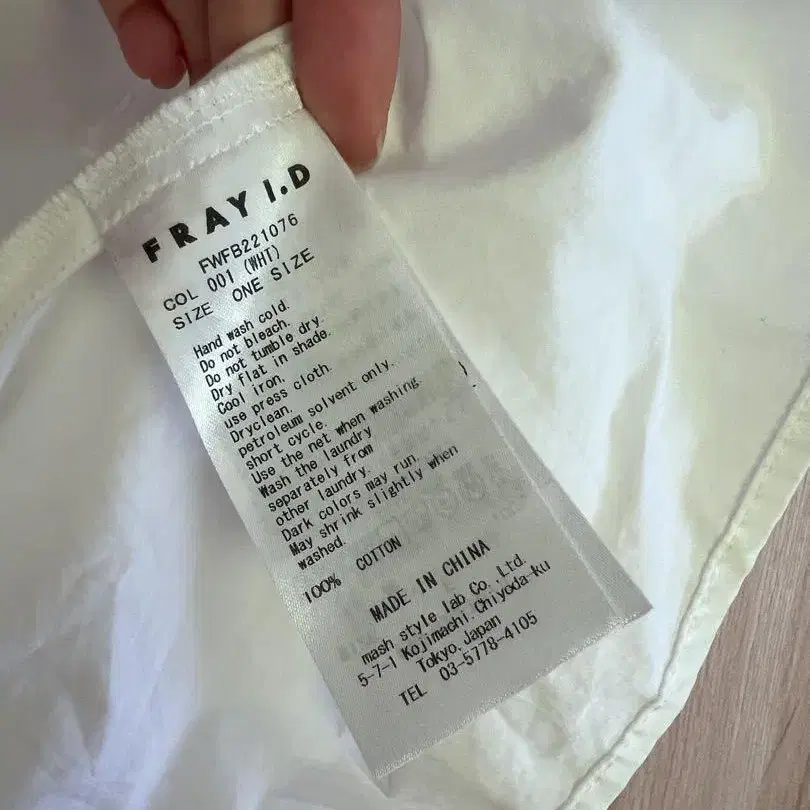 FRAY I.D
FWFB221076
COL 001 (WHT)
SIZE ONE SIZE
Hand wash cold.
Do not bleach.
Do not tumble dry.
Dry flat in shade.
Cool iron.
use press cloth.
Dryclean.
petroleum solvent only.
short cycle.
Use the net when washing.
Wash the laundry
separately from
other laundry.
Dark colors may run.
May shrink slightly when
washed.
100% COTTON
MADE IN CHINA
mash style lab Co.,Ltd.
5-7-1 Kojimachi.Chiyoda-ku
Tokyo.Japan
TEL 03-5778-4105